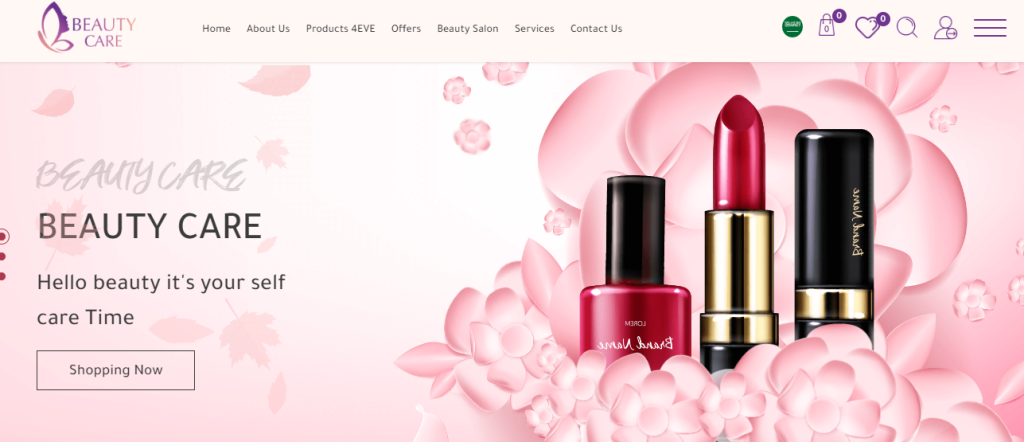 BEAUTY
CARE
Home
About Us
Products 4EVE
Offers
Beauty Salon
Services
Contact Us
0
0
0
BEAUTY CARE
BEAUTY CARE
Hello beauty it's your self
care Time
Shopping Now
LOREM
Brand Name
Brand Name